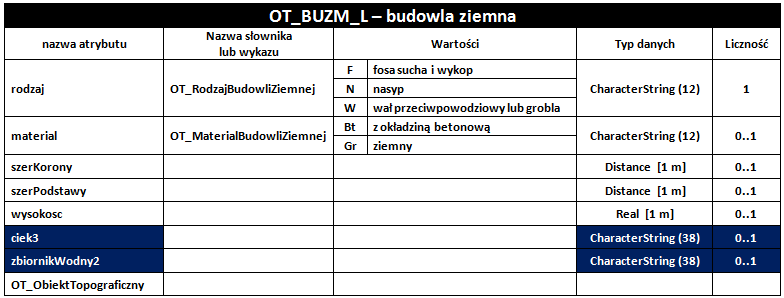 OT_BUZM_L – budowla ziemna
nazwa atrybutu Nazwa słownika lub wykazu Wartości Typ danych Liczność
rodzaj OT_RodzajBudowliZiemnej F fosa sucha i wykop CharacterString (12) 1
N nasyp
W wał przeciwpowodziowy lub grobla
material OT_MaterialBudowliZiemnej Bt z okładziną betonową CharacterString (12) 0..1
Gr ziemny
szerKorony Distance [1 m] 0..1
szerPodstawy Distance [1 m] 0..1
wysokosc Real [1 m] 0..1
ciek3 CharacterString (38) 0..1
zbiornikWodny2 CharacterString (38) 0..1
OT_ObiektTopograficzny